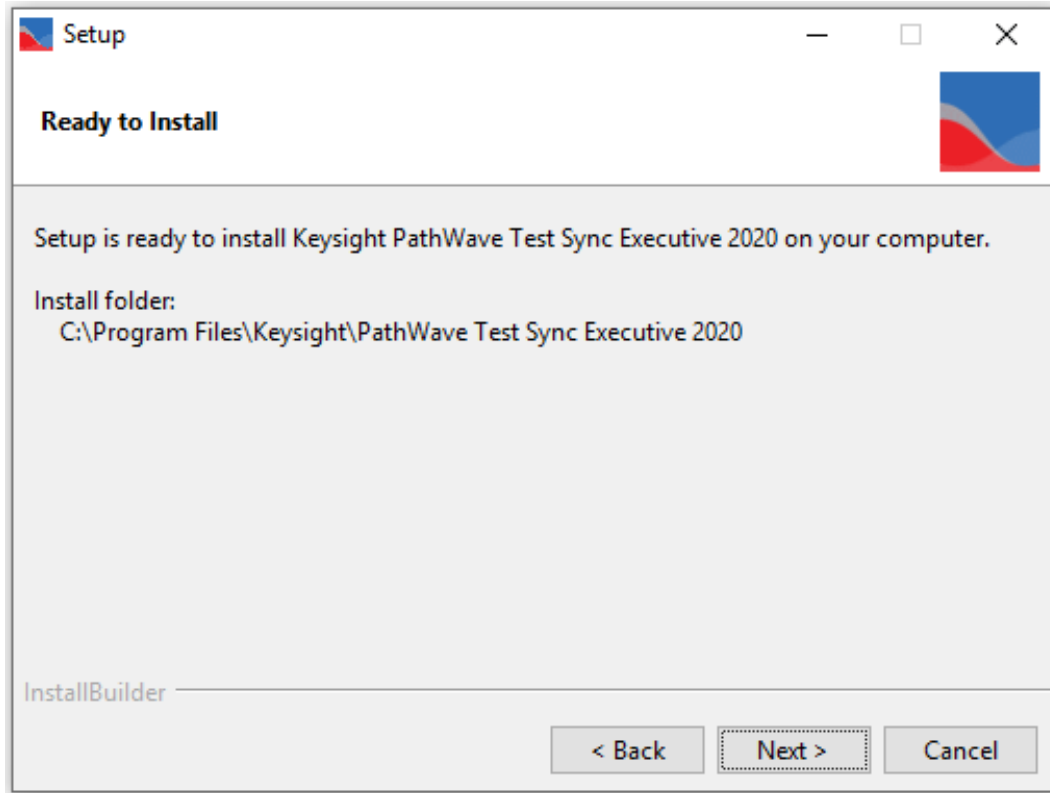 Setup
Ready to Install
Setup is ready to install Keysight PathWave Test Sync Executive 2020 on your computer.
Install folder:
C:\Program Files\Keysight\PathWave Test Sync Executive 2020
InstallBuilder
< Back
Next >
Cancel